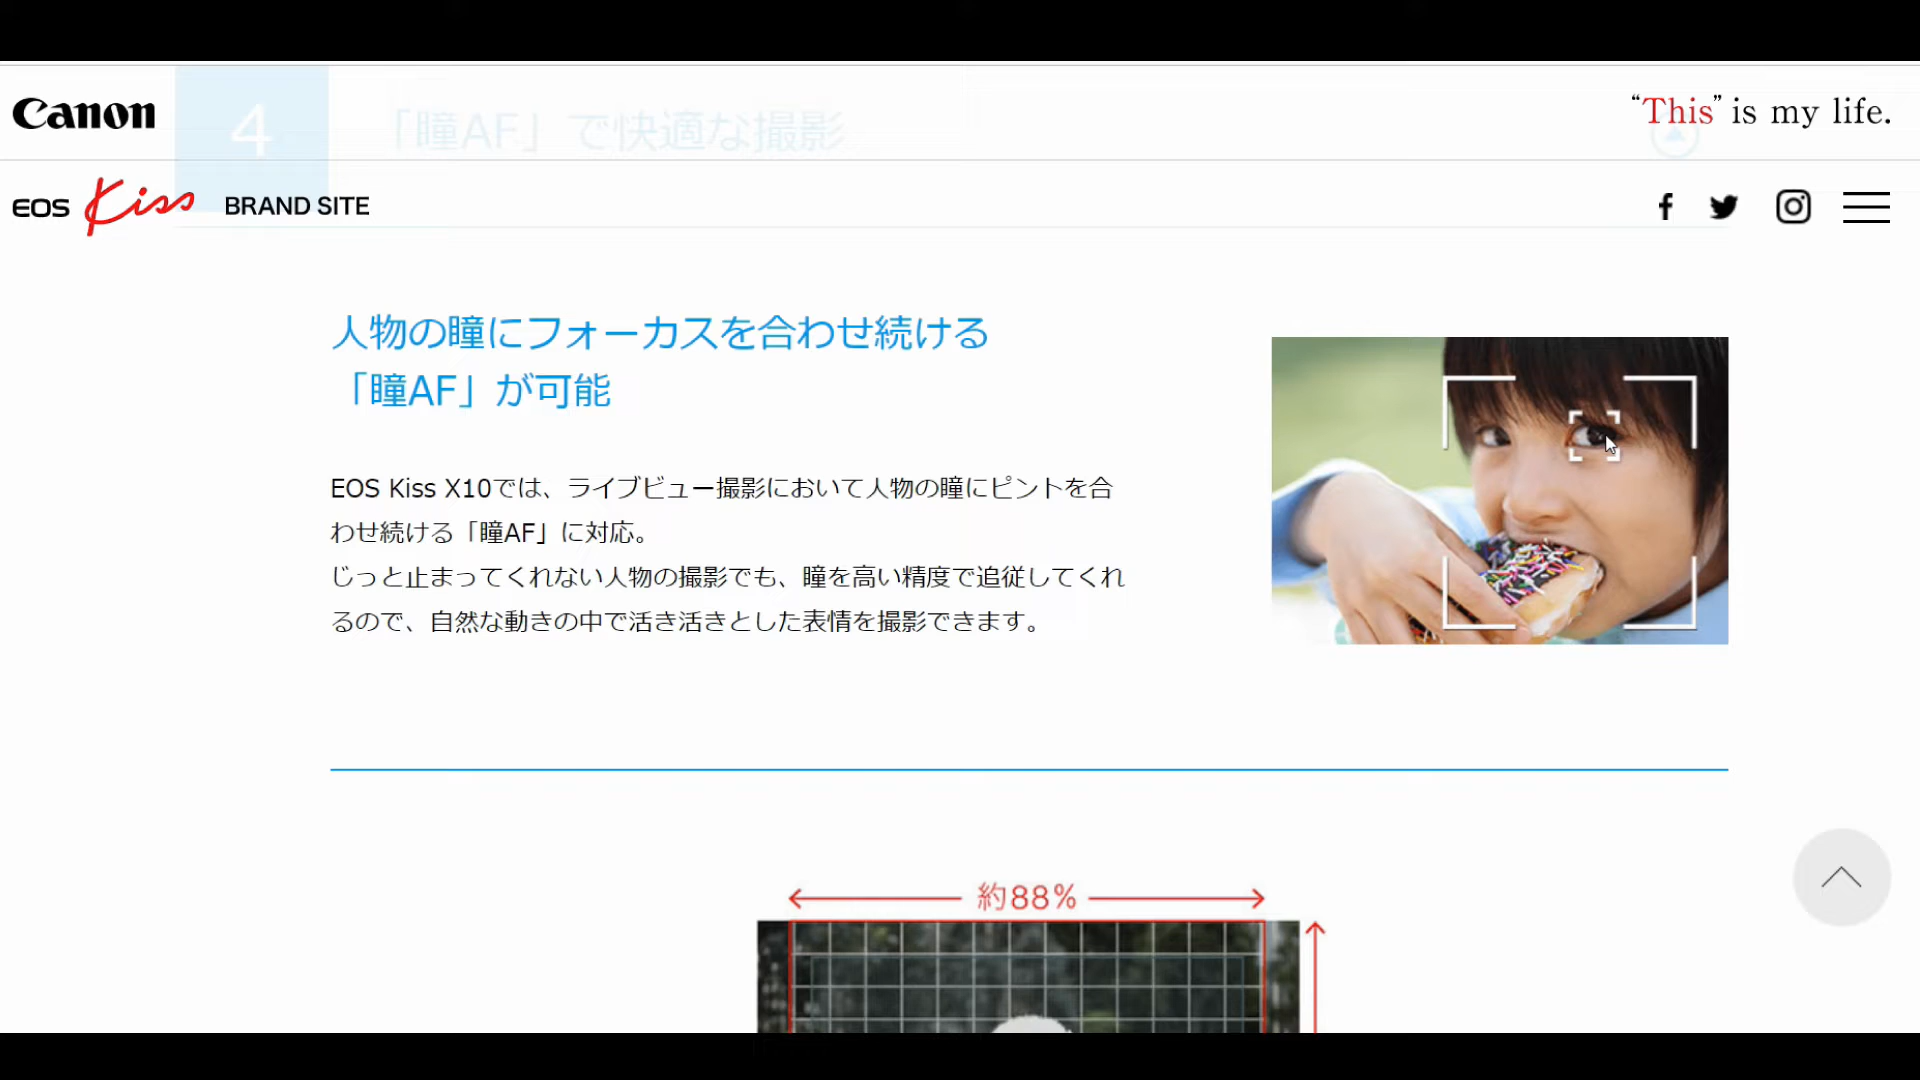 Canon
4
「瞳AF」で快適な撮影
“This” is my life.
EOS Kiss BRAND SITE
人物の瞳にフォーカスを合わせ続ける
「瞳AF」が可能
EOS Kiss X10では、ライブビュー撮影において人物の瞳にピントを合
わせ続ける「瞳AF」に対応。
じっと止まってくれない人物の撮影でも、瞳を高い精度で追従してくれ
るので、自然な動きの中で活き活きとした表情を撮影できます。
約88%